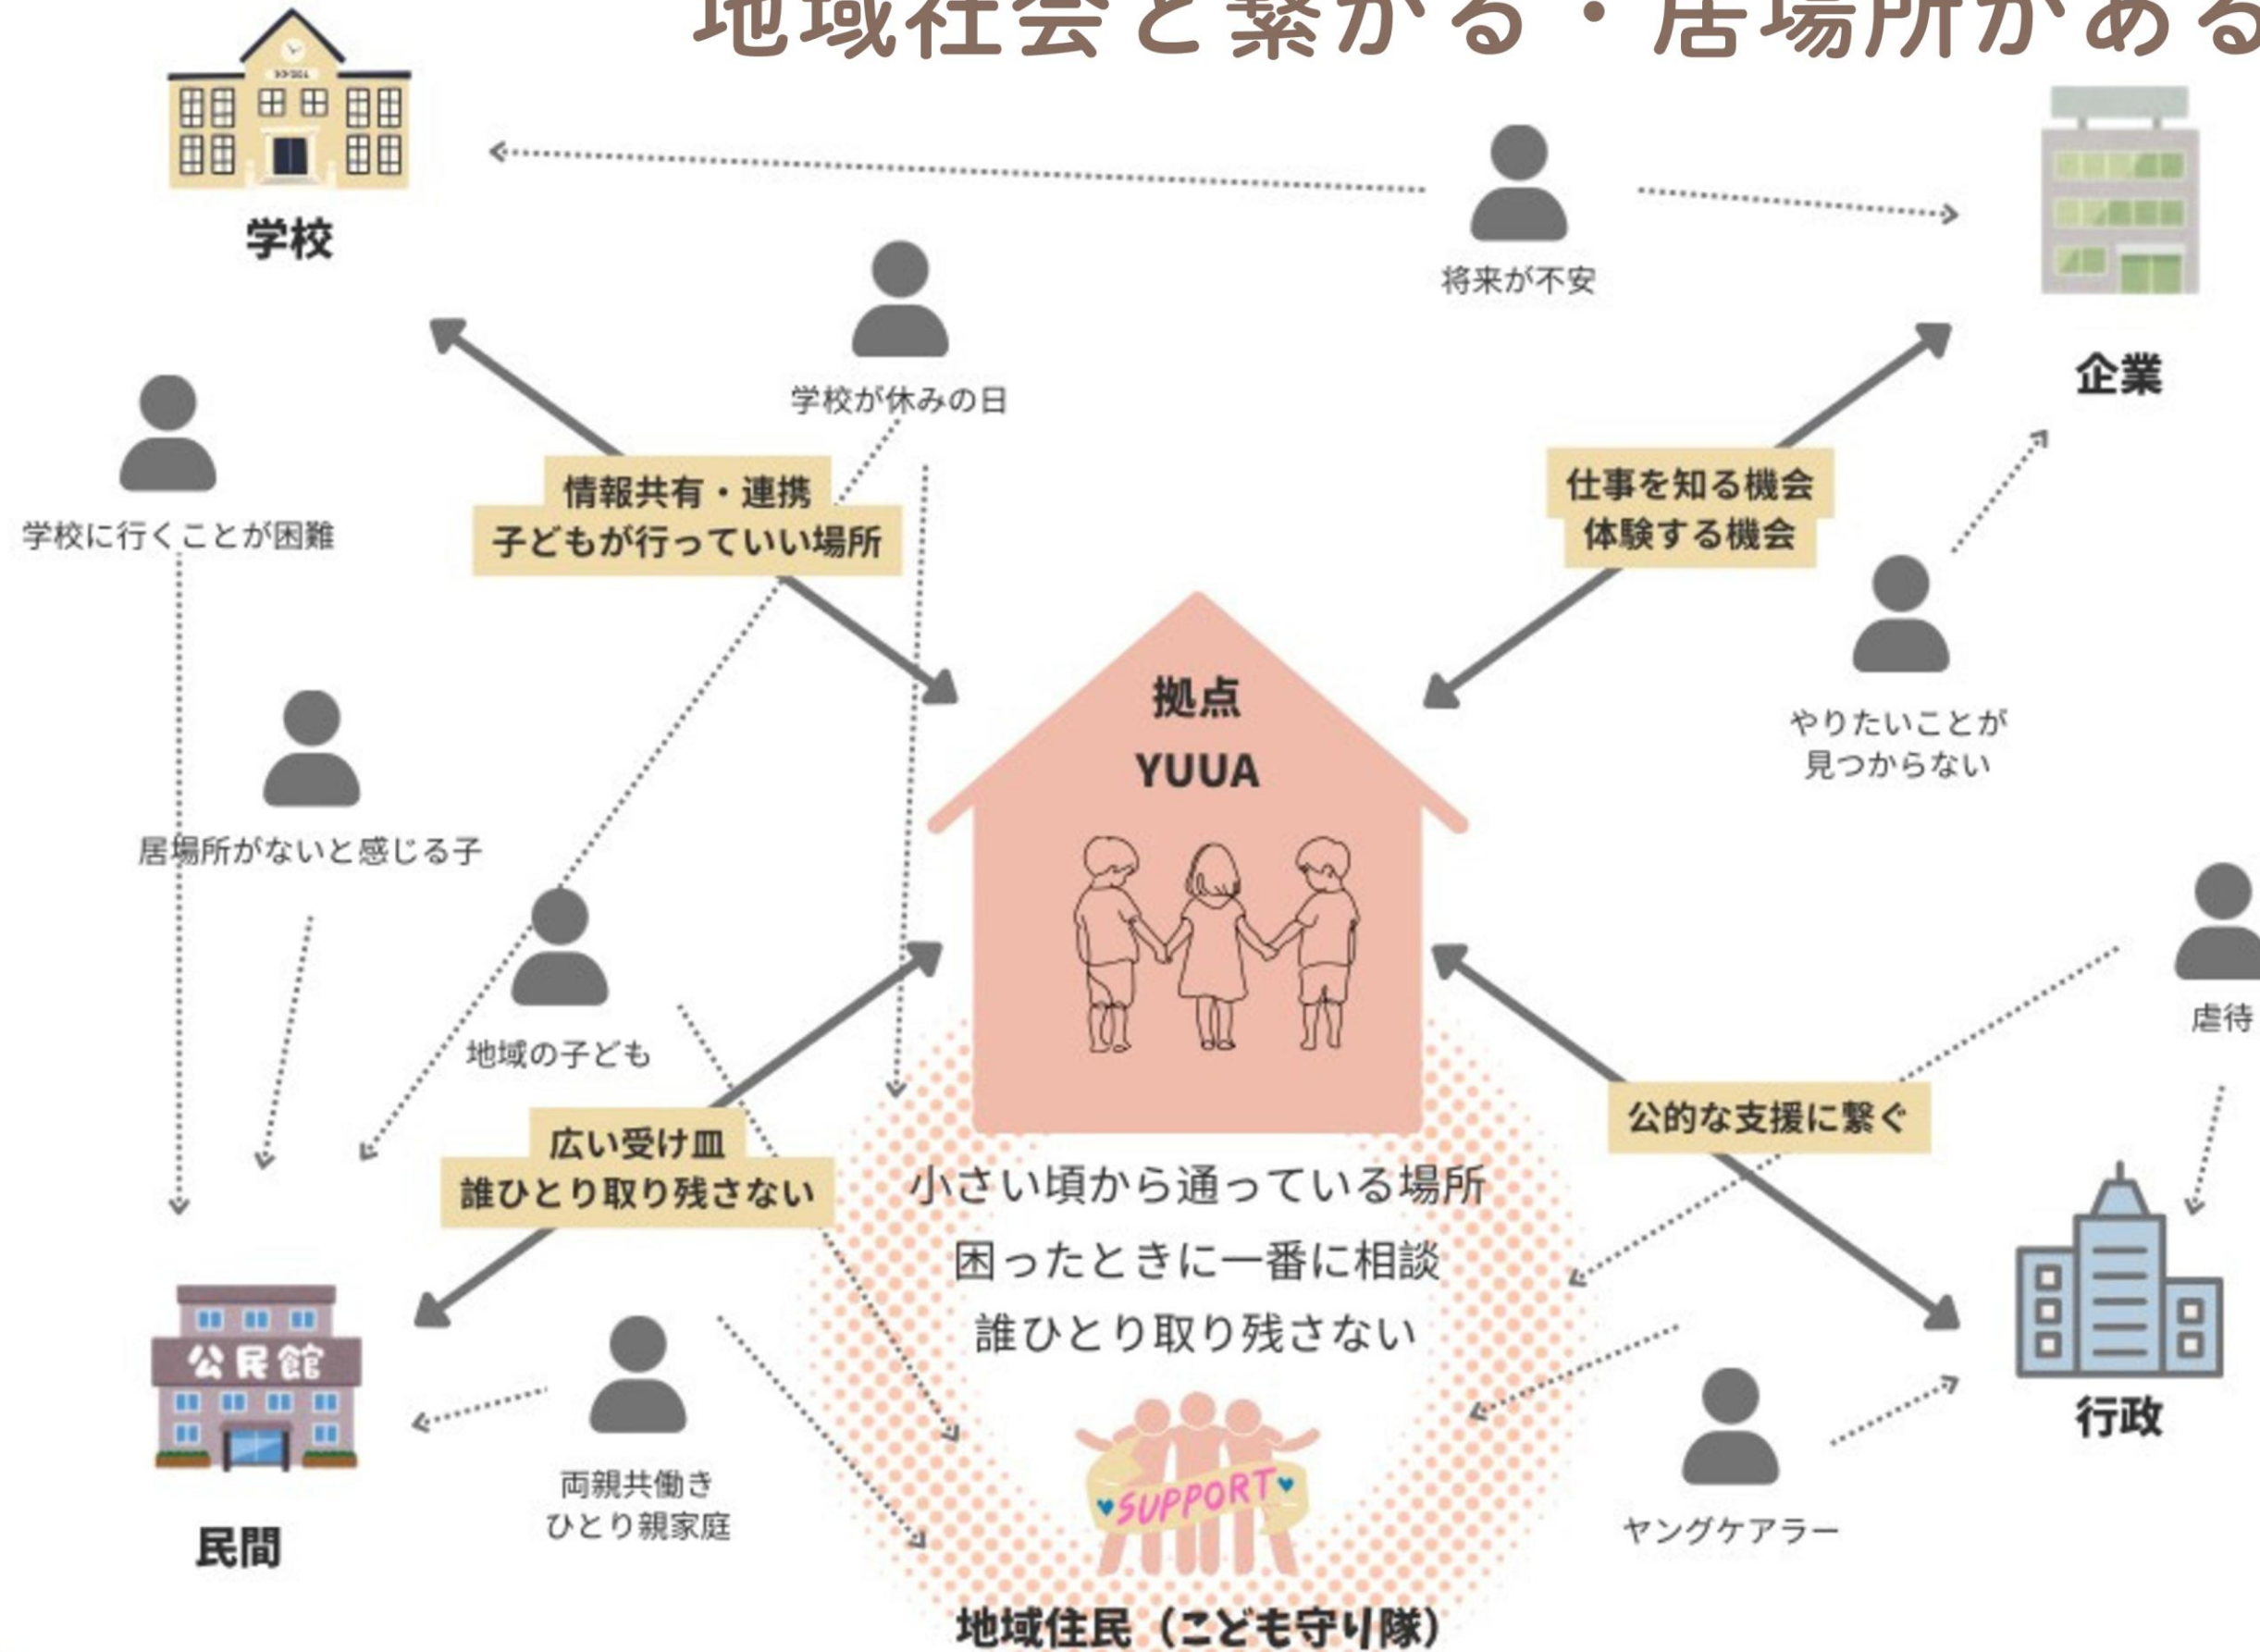 地域社会と繋がる・居場所がある
学校
将来が不安
企業
学校が休みの日
学校に行くことが困難
情報共有・連携
子どもが行っていい場所
仕事を知る機会
体験する機会
やりたいことが
見つからない
拠点
YUUA
居場所がないと感じる子
地域の子ども
虐待
広い受け皿
誰ひとり取り残さない
公的な支援に繋ぐ
小さい頃から通っている場所
困ったときに一番に相談
誰ひとり取り残さない
公民館
民間
両親共働き
ひとり親家庭
SUPPORT
ヤングケアラー
行政
地域住民（こども守り隊）